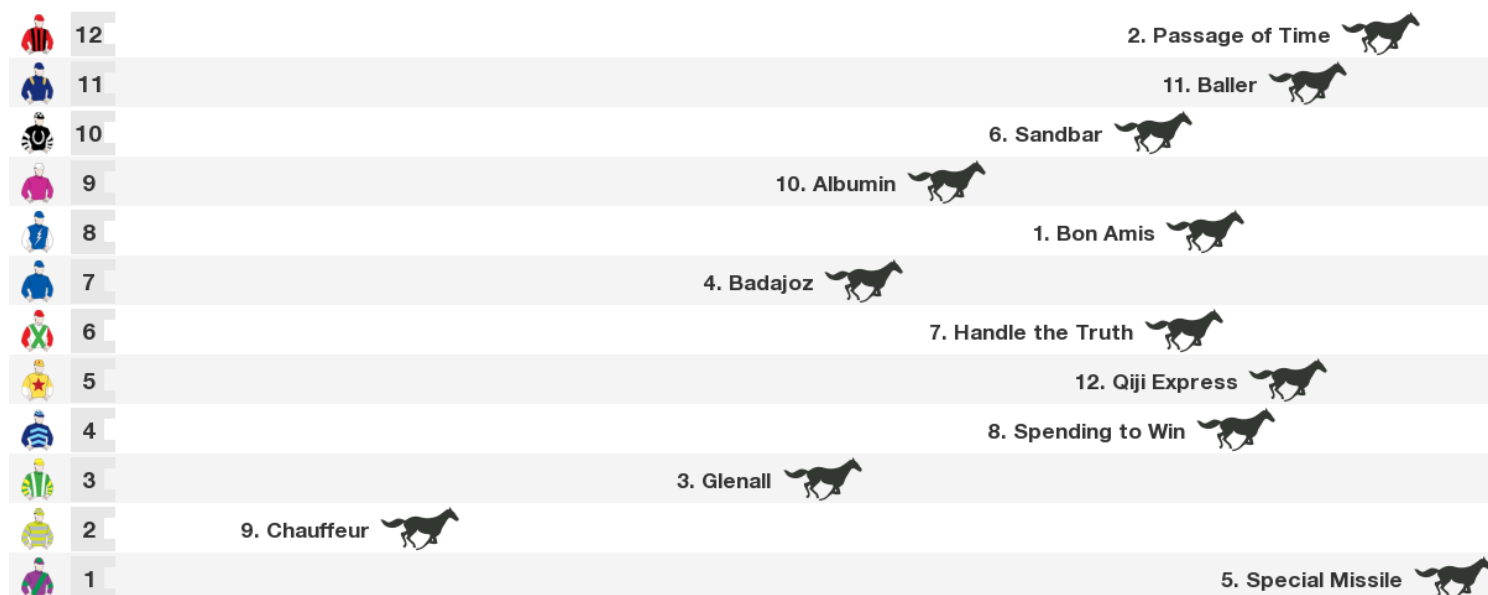 12 2. Passage of Time
11 11. Baller
10 6. Sandbar
9 10. Albumin
8 1. Bon Amis
7 4. Badajoz
6 7. Handle the Truth
5 12. Qiji Express
4 8. Spending to Win
3 3. Glenall
2 9. Chauffeur
1 5. Special Missile